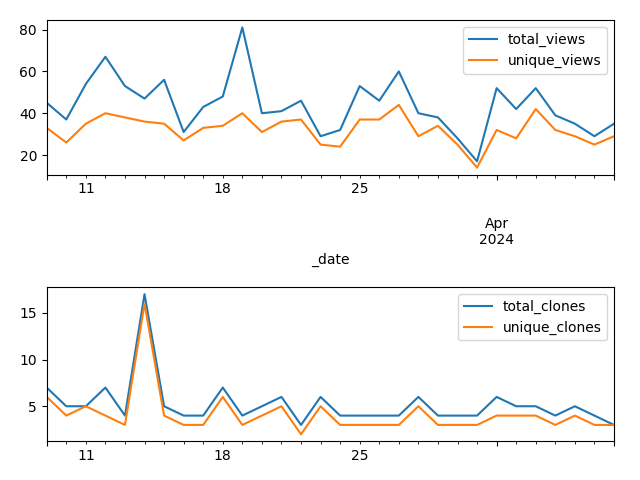 80
60
40
20
total_views
unique_views
11
18
25
Apr
2024
_date
15
10
5
total_clones
unique_clones
11
18
25